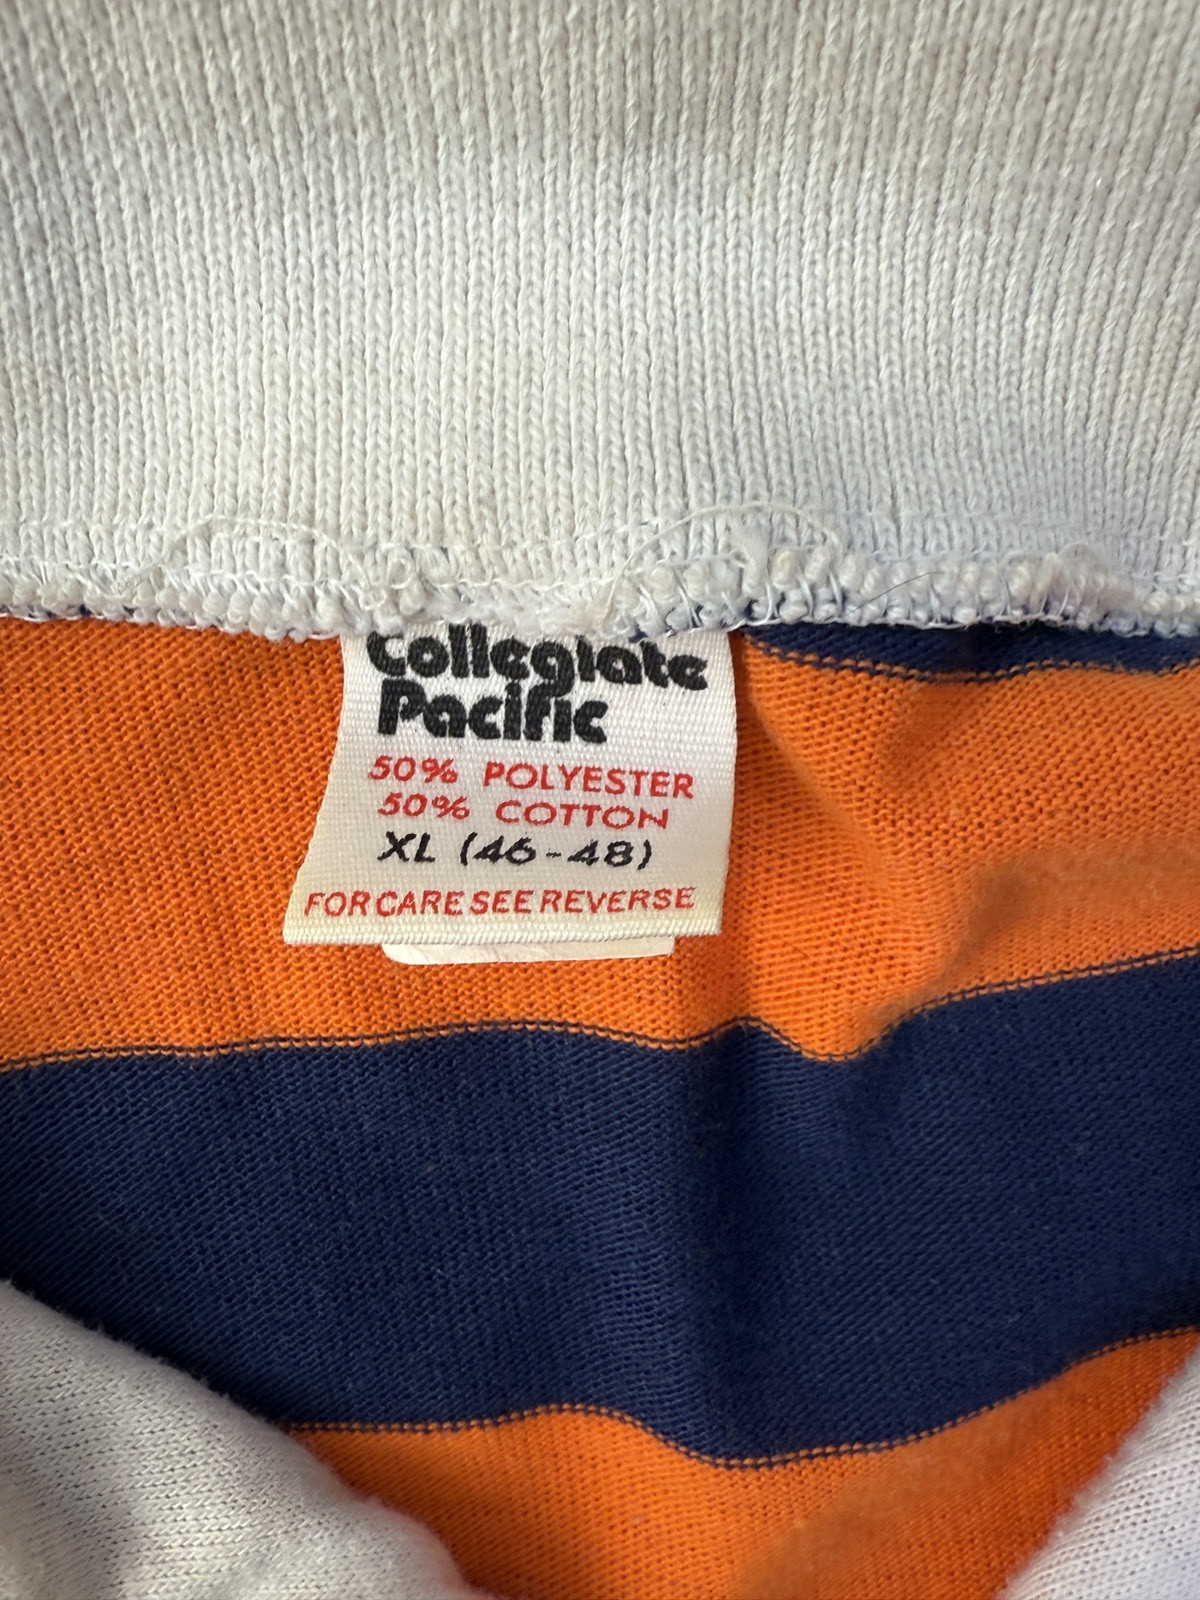 Collegiate
Pacific
50% POLYESTER
50% COTTON
XL (46-48)
FOR CARE SEE REVERSE